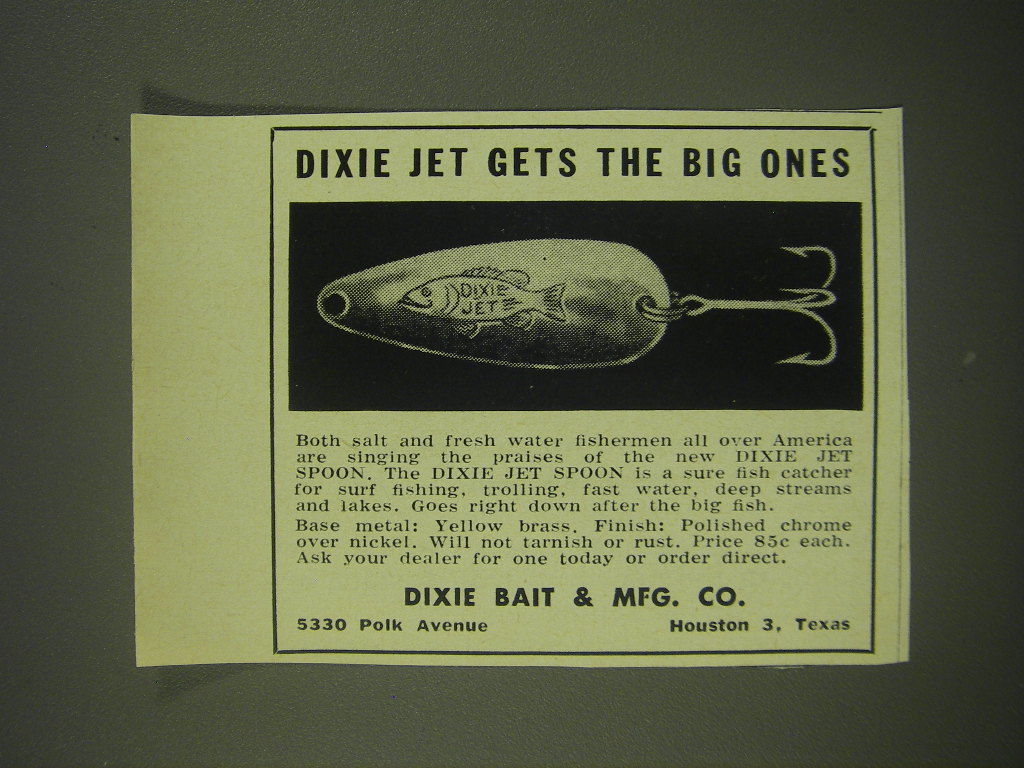 DIXIE JET GETS THE BIG ONES
DIXIE
JET
Both salt and fresh water fishermen all over America
are singing the praises of the new DIXIE JET
SPOON. The DIXIE JET SPOON is a sure fish catcher
for surf fishing, trolling, fast water, deep streams
and lakes. Goes right down after the big fish.
Base metal: Yellow brass. Finish: Polished chrome
over nickel. Will not tarnish or rust. Price 85c each.
Ask your dealer for one today or order direct.
DIXIE BAIT & MFG. CO.
5330 Polk Avenue Houston 3, Texas